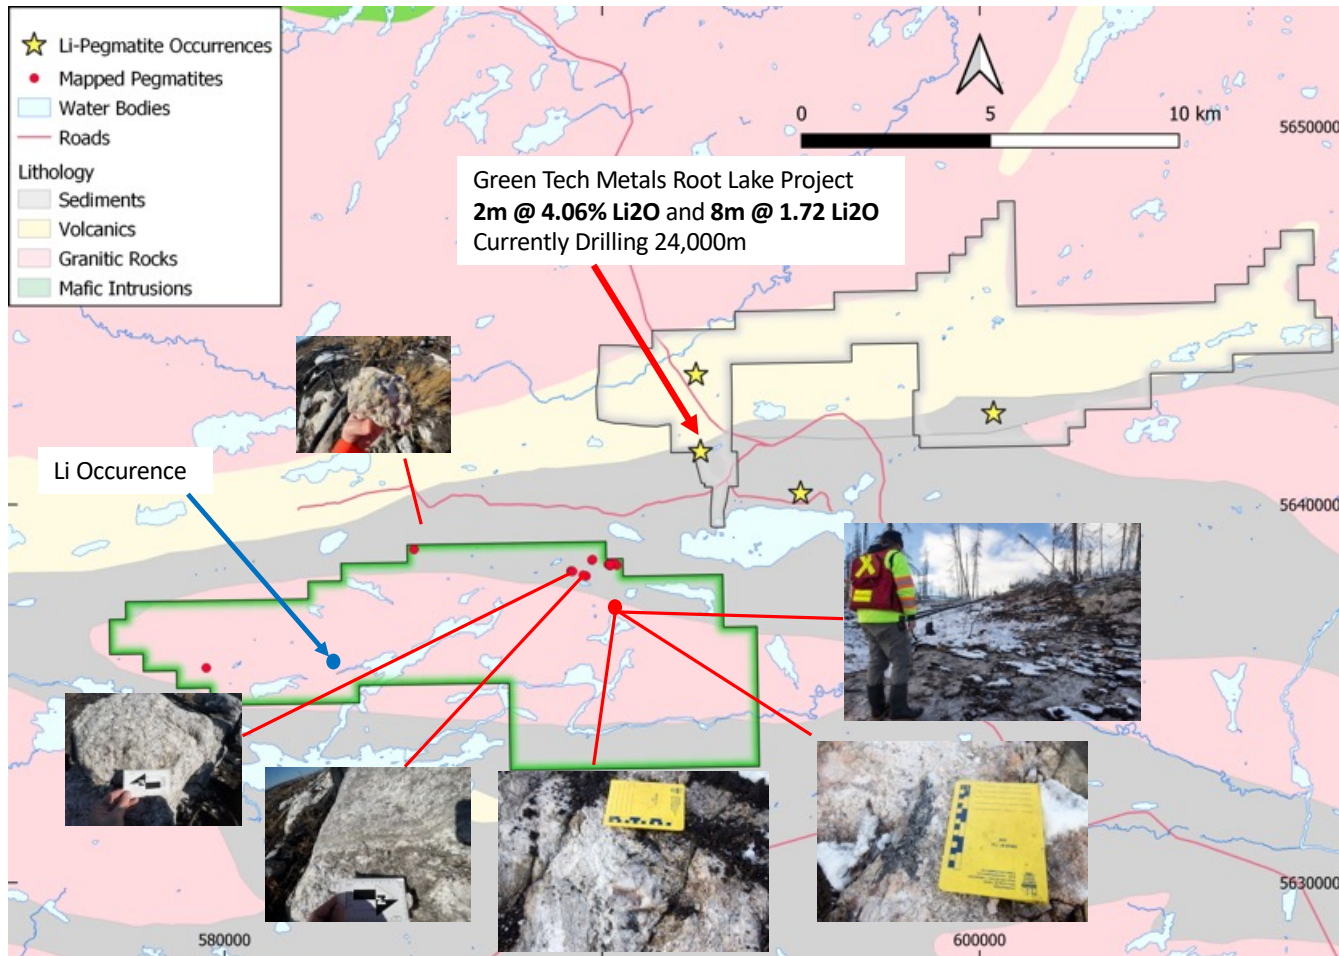 Li-Pegmatite Occurrences
Mapped Pegmatites
Water Bodies
Roads
Lithology
Sediments
Volcanics
Granitic Rocks
Mafic Intrusions
0 5 10 km
5650000
Green Tech Metals Root Lake Project
2m @ 4.06% Li2O and 8m @ 1.72 Li2O
Currently Drilling 24,000m
Li Occurence
5640000
5630000
580000
600000